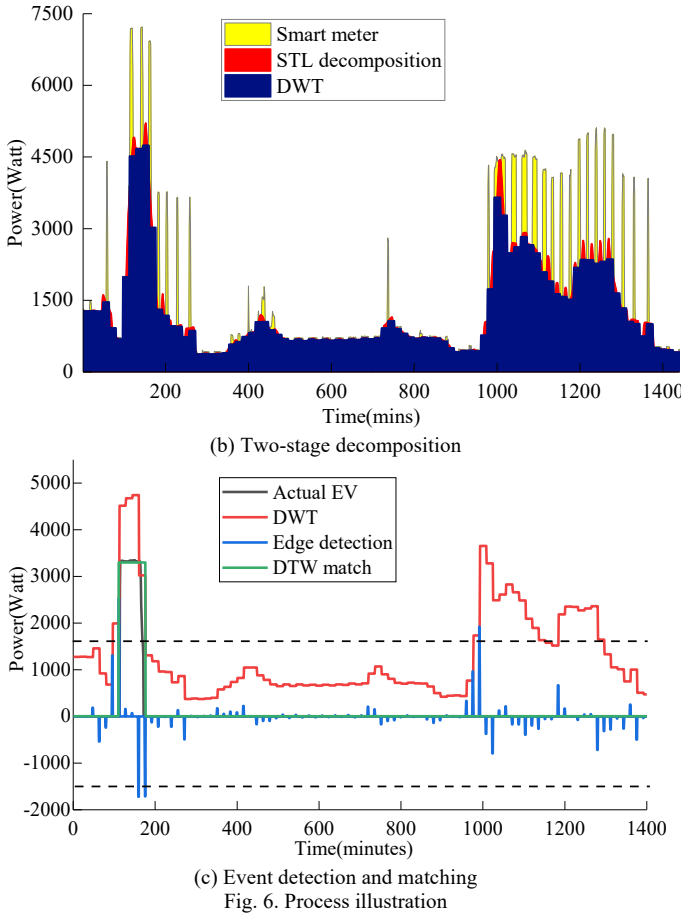 7500
6000
4500
3000
1500
0
Power(Watt)
Smart meter
STL decomposition
DWT
200 400 600 800 1000 1200 1400
Time(mins)
(b) Two-stage decomposition
5000
4000
3000
2000
1000
0
-1000
-2000
Power(Watt)
Actual EV
DWT
Edge detection
DTW match
0 200 400 600 800 1000 1200 1400
Time(minutes)
(c) Event detection and matching
Fig. 6. Process illustration